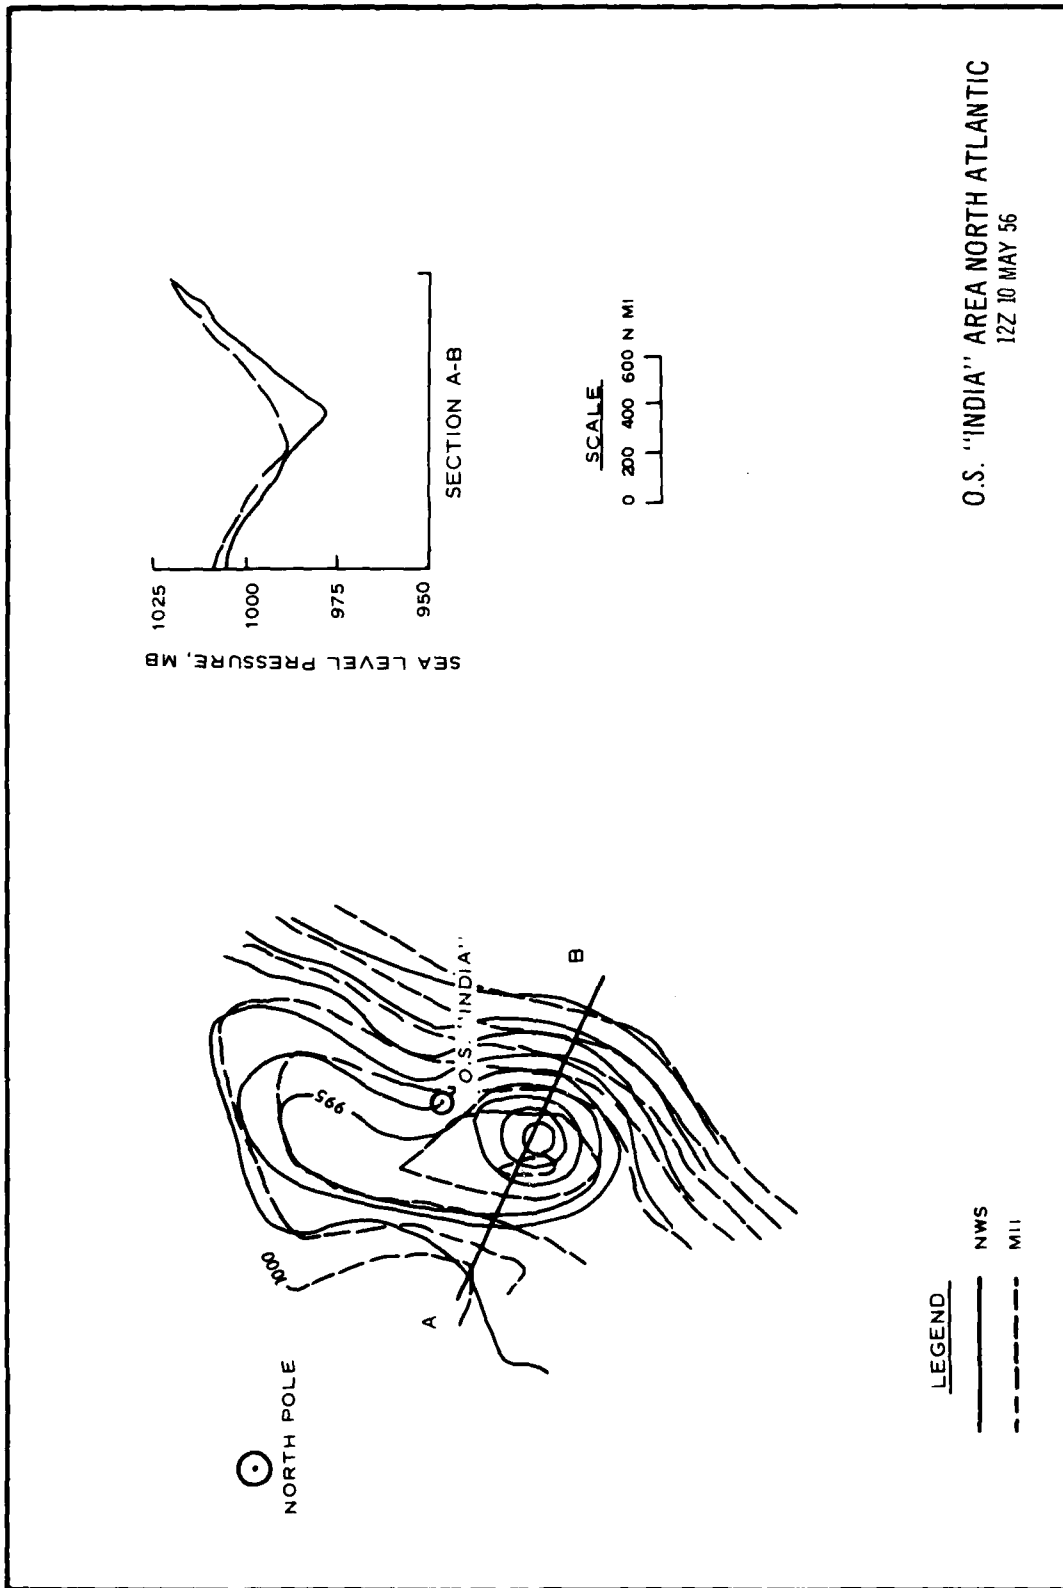 NORTH POLE
1000
995
O.S. "INDIA"
A
B
SEA LEVEL PRESSURE, MB
1025
1000
975
950
SECTION A-B
SCALE
0 200 400 600 N MI
LEGEND
NWS
M11
O.S. "INDIA" AREA NORTH ATLANTIC
12Z 10 MAY 56